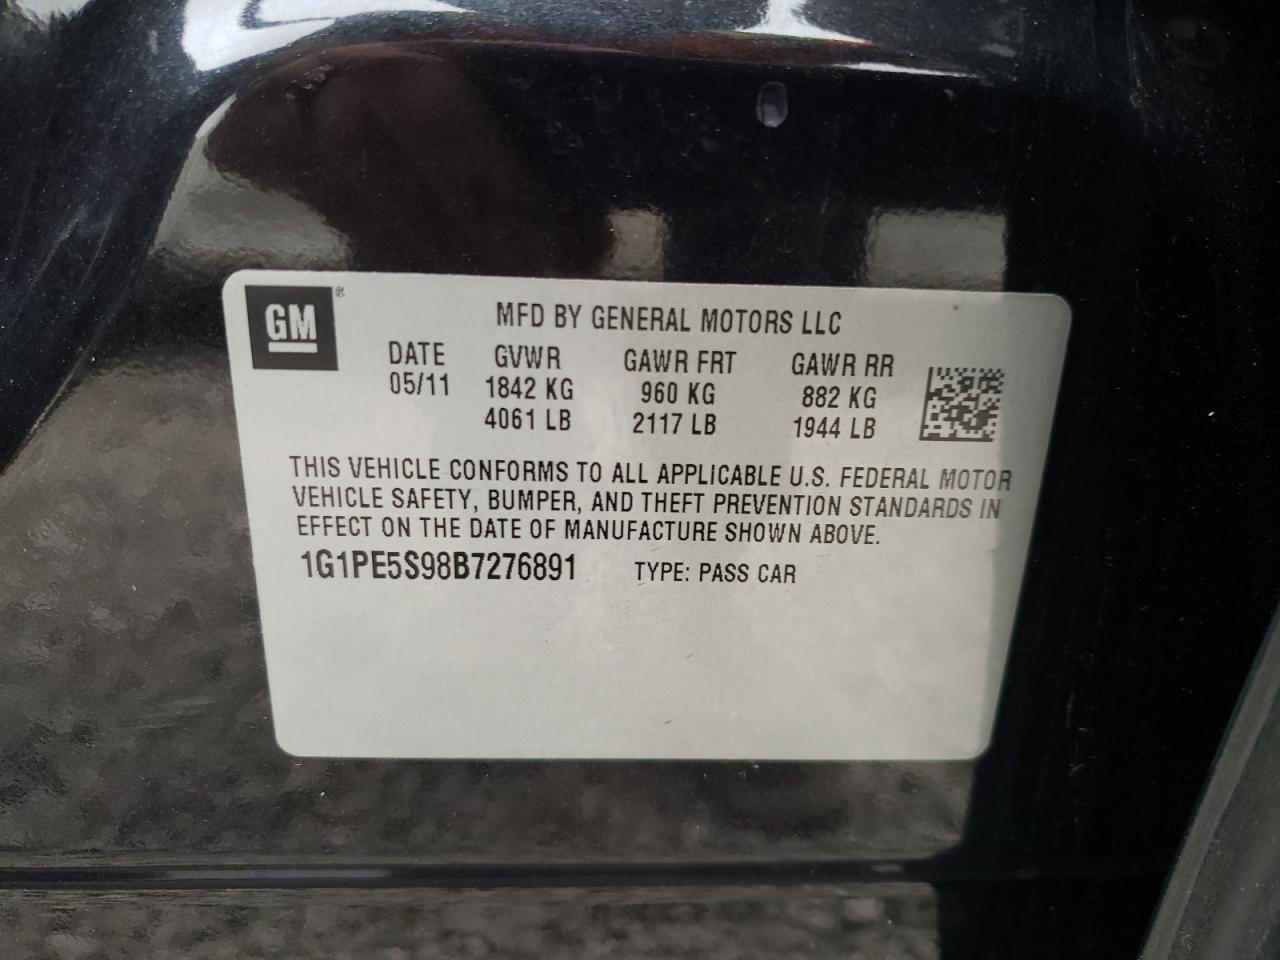 GM ®
MFD BY GENERAL MOTORS LLC
DATE GVWR GAWR FRT GAWR RR
05/11 1842 KG 960 KG 882 KG
4061 LB 2117 LB 1944 LB
THIS VEHICLE CONFORMS TO ALL APPLICABLE U.S. FEDERAL MOTOR
VEHICLE SAFETY, BUMPER, AND THEFT PREVENTION STANDARDS IN
EFFECT ON THE DATE OF MANUFACTURE SHOWN ABOVE.
1G1PE5S98B7276891 TYPE: PASS CAR